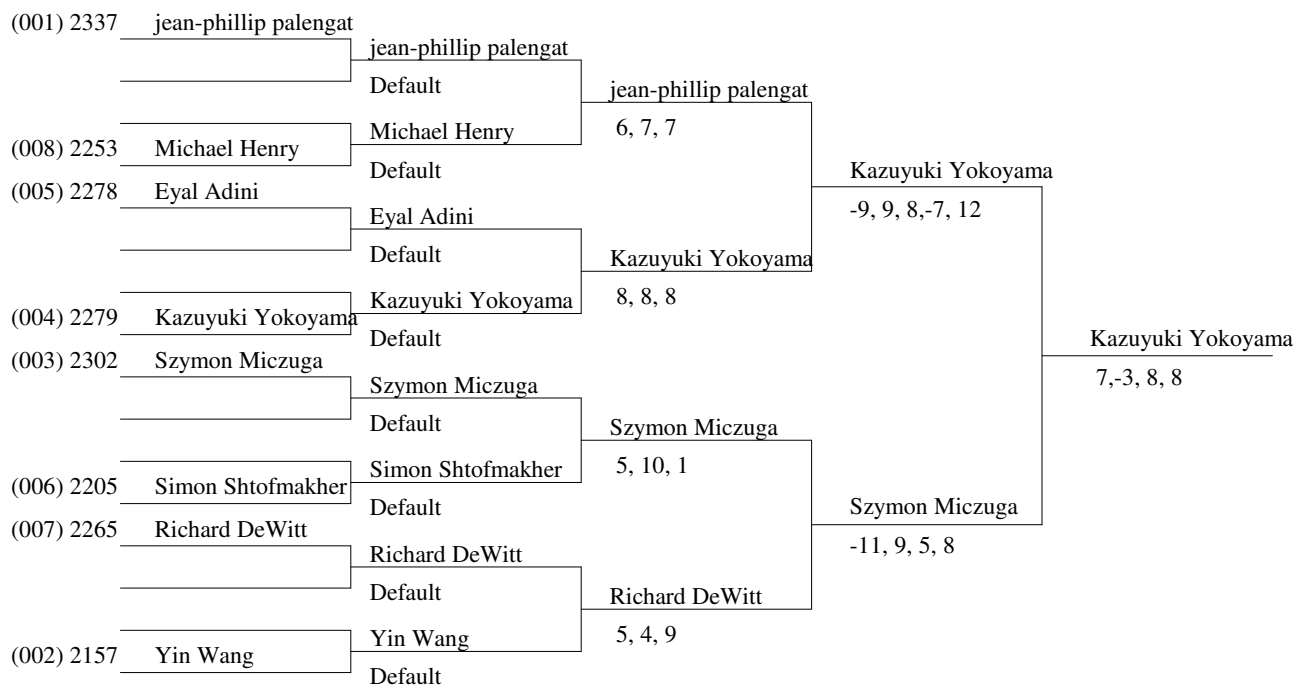 (001) 2337 jean-phillip palengat
jean-phillip palengat
Default
jean-phillip palengat
6, 7, 7
Michael Henry
(008) 2253 Michael Henry
Default
Kazuyuki Yokoyama
-9, 9, 8,-7, 12
(005) 2278 Eyal Adini
Eyal Adini
Default
Kazuyuki Yokoyama
8, 8, 8
Kazuyuki Yokoyama
(004) 2279 Kazuyuki Yokoyama
Default
Kazuyuki Yokoyama
7,-3, 8, 8
(003) 2302 Szymon Miczuga
Szymon Miczuga
Default
Szymon Miczuga
5, 10, 1
Simon Shtofmakher
(006) 2205 Simon Shtofmakher
Default
Szymon Miczuga
-11, 9, 5, 8
(007) 2265 Richard DeWitt
Richard DeWitt
Default
Richard DeWitt
5, 4, 9
Yin Wang
(002) 2157 Yin Wang
Default